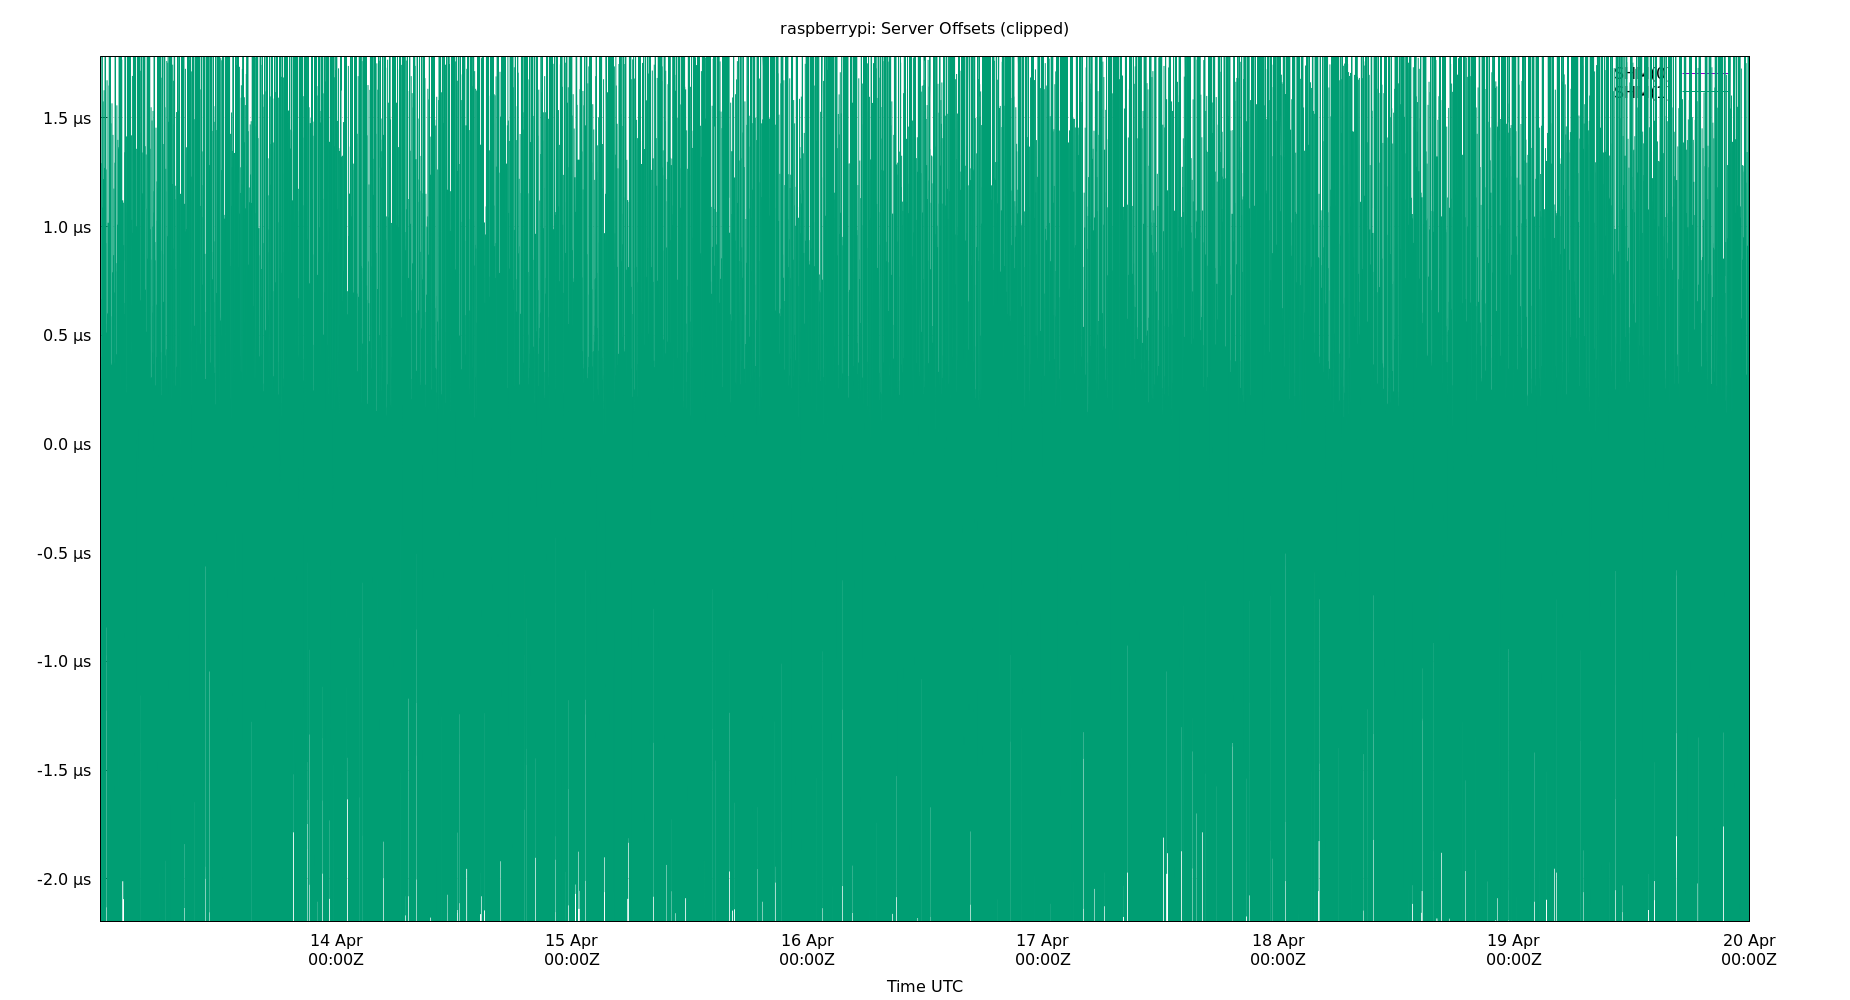 raspberrypi: Server Offsets (clipped)
1.5 µs
1.0 µs
0.5 µs
0.0 µs
-0.5 µs
-1.0 µs
-1.5 µs
-2.0 µs
14 Apr
00:00Z
15 Apr
00:00Z
16 Apr
00:00Z
17 Apr
00:00Z
18 Apr
00:00Z
19 Apr
00:00Z
20 Apr
00:00Z
Time UTC